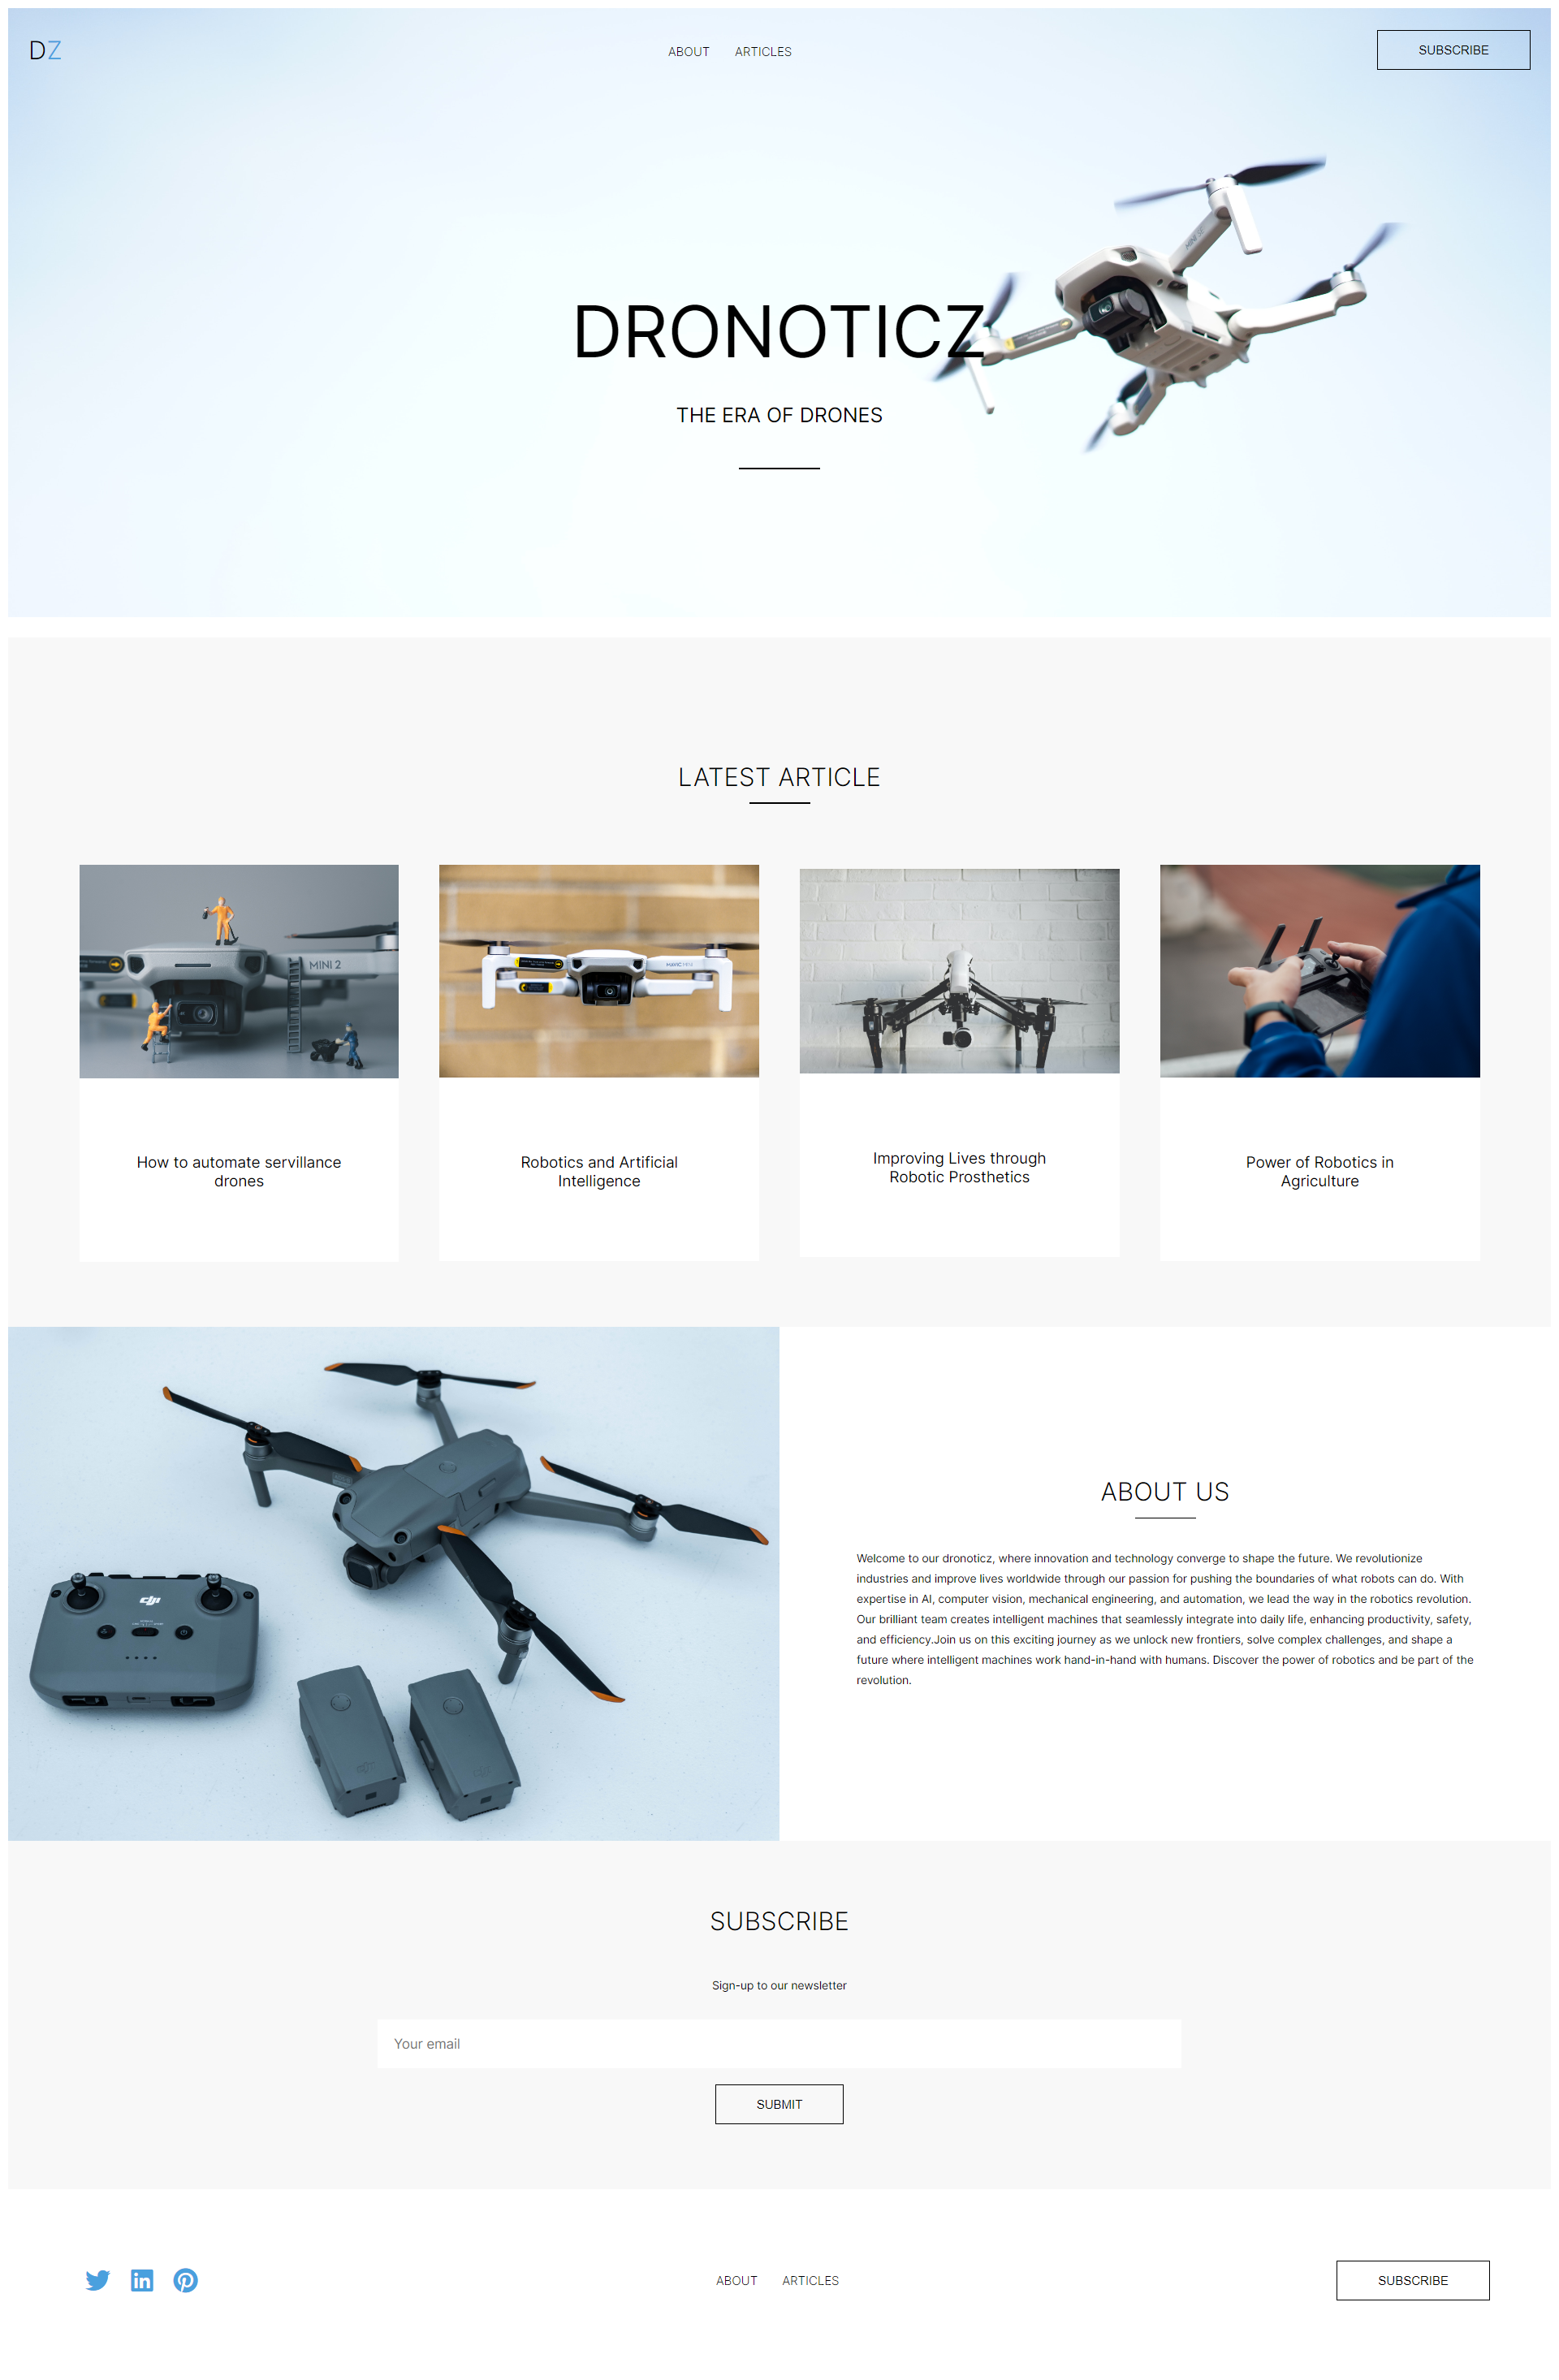 DZ
ABOUT ARTICLES
SUBSCRIBE
DRONOTICZ
THE ERA OF DRONES
LATEST ARTICLE
MINI 2
How to automate servillance
drones
Robotics and Artificial
Intelligence
Improving Lives through
Robotic Prosthetics
Power of Robotics in
Agriculture
dji
ABOUT US
Welcome to our dronoticz, where innovation and technology converge to shape the future. We revolutionize
industries and improve lives worldwide through our passion for pushing the boundaries of what robots can do. With
expertise in AI, computer vision, mechanical engineering, and automation, we lead the way in the robotics revolution.
Our brilliant team creates intelligent machines that seamlessly integrate into daily life, enhancing productivity, safety,
and efficiency.Join us on this exciting journey as we unlock new frontiers, solve complex challenges, and shape a
future where intelligent machines work hand-in-hand with humans. Discover the power of robotics and be part of the
revolution.
SUBSCRIBE
Sign-up to our newsletter
Your email
SUBMIT
in
ABOUT ARTICLES
SUBSCRIBE